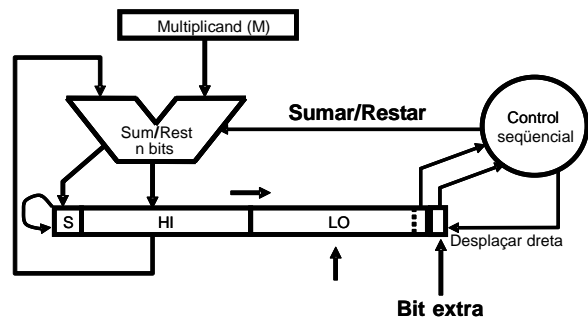 Multiplicand (M)
Sum/Rest
n bits
Sumar/Restar
Control
seqüencial
S
HI
LO
Desplaçar dreta
Bit extra